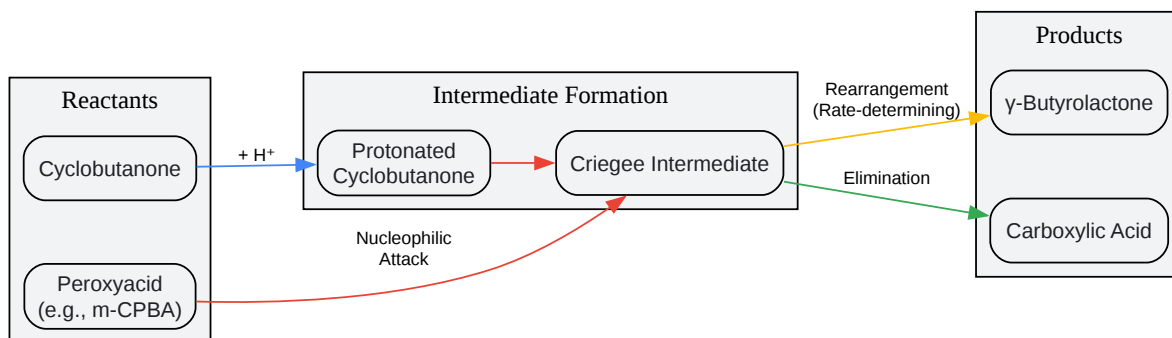 Reactants
Cyclobutanone
Peroxyacid
(e.g., m-CPBA)
+ H⁺
Nucleophilic
Attack
Intermediate Formation
Protonated
Cyclobutanone
Criegee Intermediate
Rearrangement
(Rate-determining)
Elimination
Products
γ-Butyrolactone
Carboxylic Acid